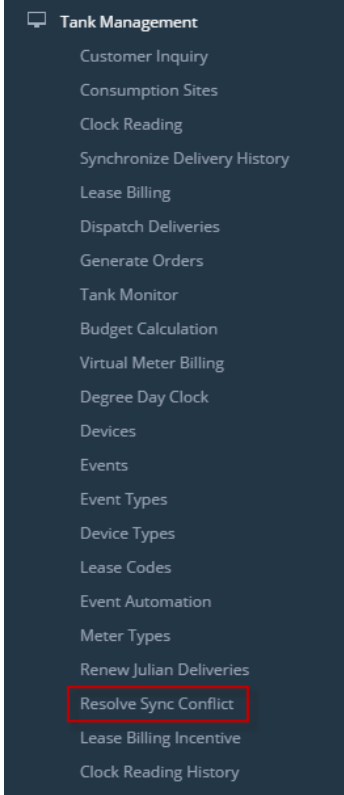 Tank Management
Customer Inquiry
Consumption Sites
Clock Reading
Synchronize Delivery History
Lease Billing
Dispatch Deliveries
Generate Orders
Tank Monitor
Budget Calculation
Virtual Meter Billing
Degree Day Clock
Devices
Events
Event Types
Device Types
Lease Codes
Event Automation
Meter Types
Renew Julian Deliveries
Resolve Sync Conflict
Lease Billing Incentive
Clock Reading History